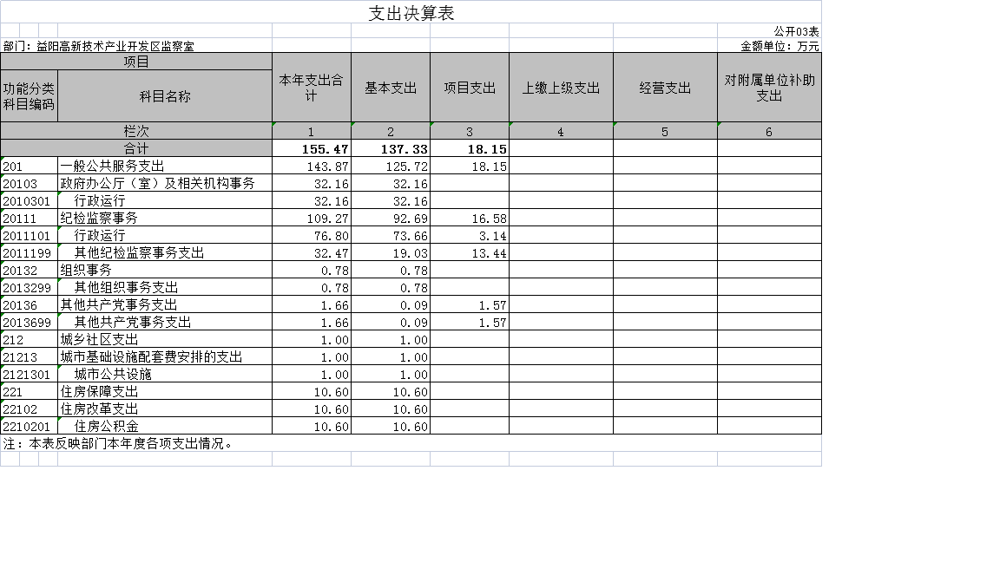 支出决算表
公开03表
部门：益阳高新技术产业开发区监察室 金额单位：万元
项目 本年支出合计 基本支出 项目支出 上缴上级支出 经营支出 对附属单位补助支出
功能分类科目编码 科目名称
栏次 1 2 3 4 5 6
合计 155.47 137.33 18.15
201 一般公共服务支出 143.87 125.72 18.15
20103 政府办公厅（室）及相关机构事务 32.16 32.16
2010301 行政运行 32.16 32.16
20111 纪检监察事务 109.27 92.69 16.58
2011101 行政运行 76.80 73.66 3.14
2011199 其他纪检监察事务支出 32.47 19.03 13.44
20132 组织事务 0.78 0.78
2013299 其他组织事务支出 0.78 0.78
20136 其他共产党事务支出 1.66 0.09 1.57
2013699 其他共产党事务支出 1.66 0.09 1.57
212 城乡社区支出 1.00 1.00
21213 城市基础设施配套费安排的支出 1.00 1.00
2121301 城市公共设施 1.00 1.00
221 住房保障支出 10.60 10.60
22102 住房改革支出 10.60 10.60
2210201 住房公积金 10.60 10.60
注：本表反映部门本年度各项支出情况。